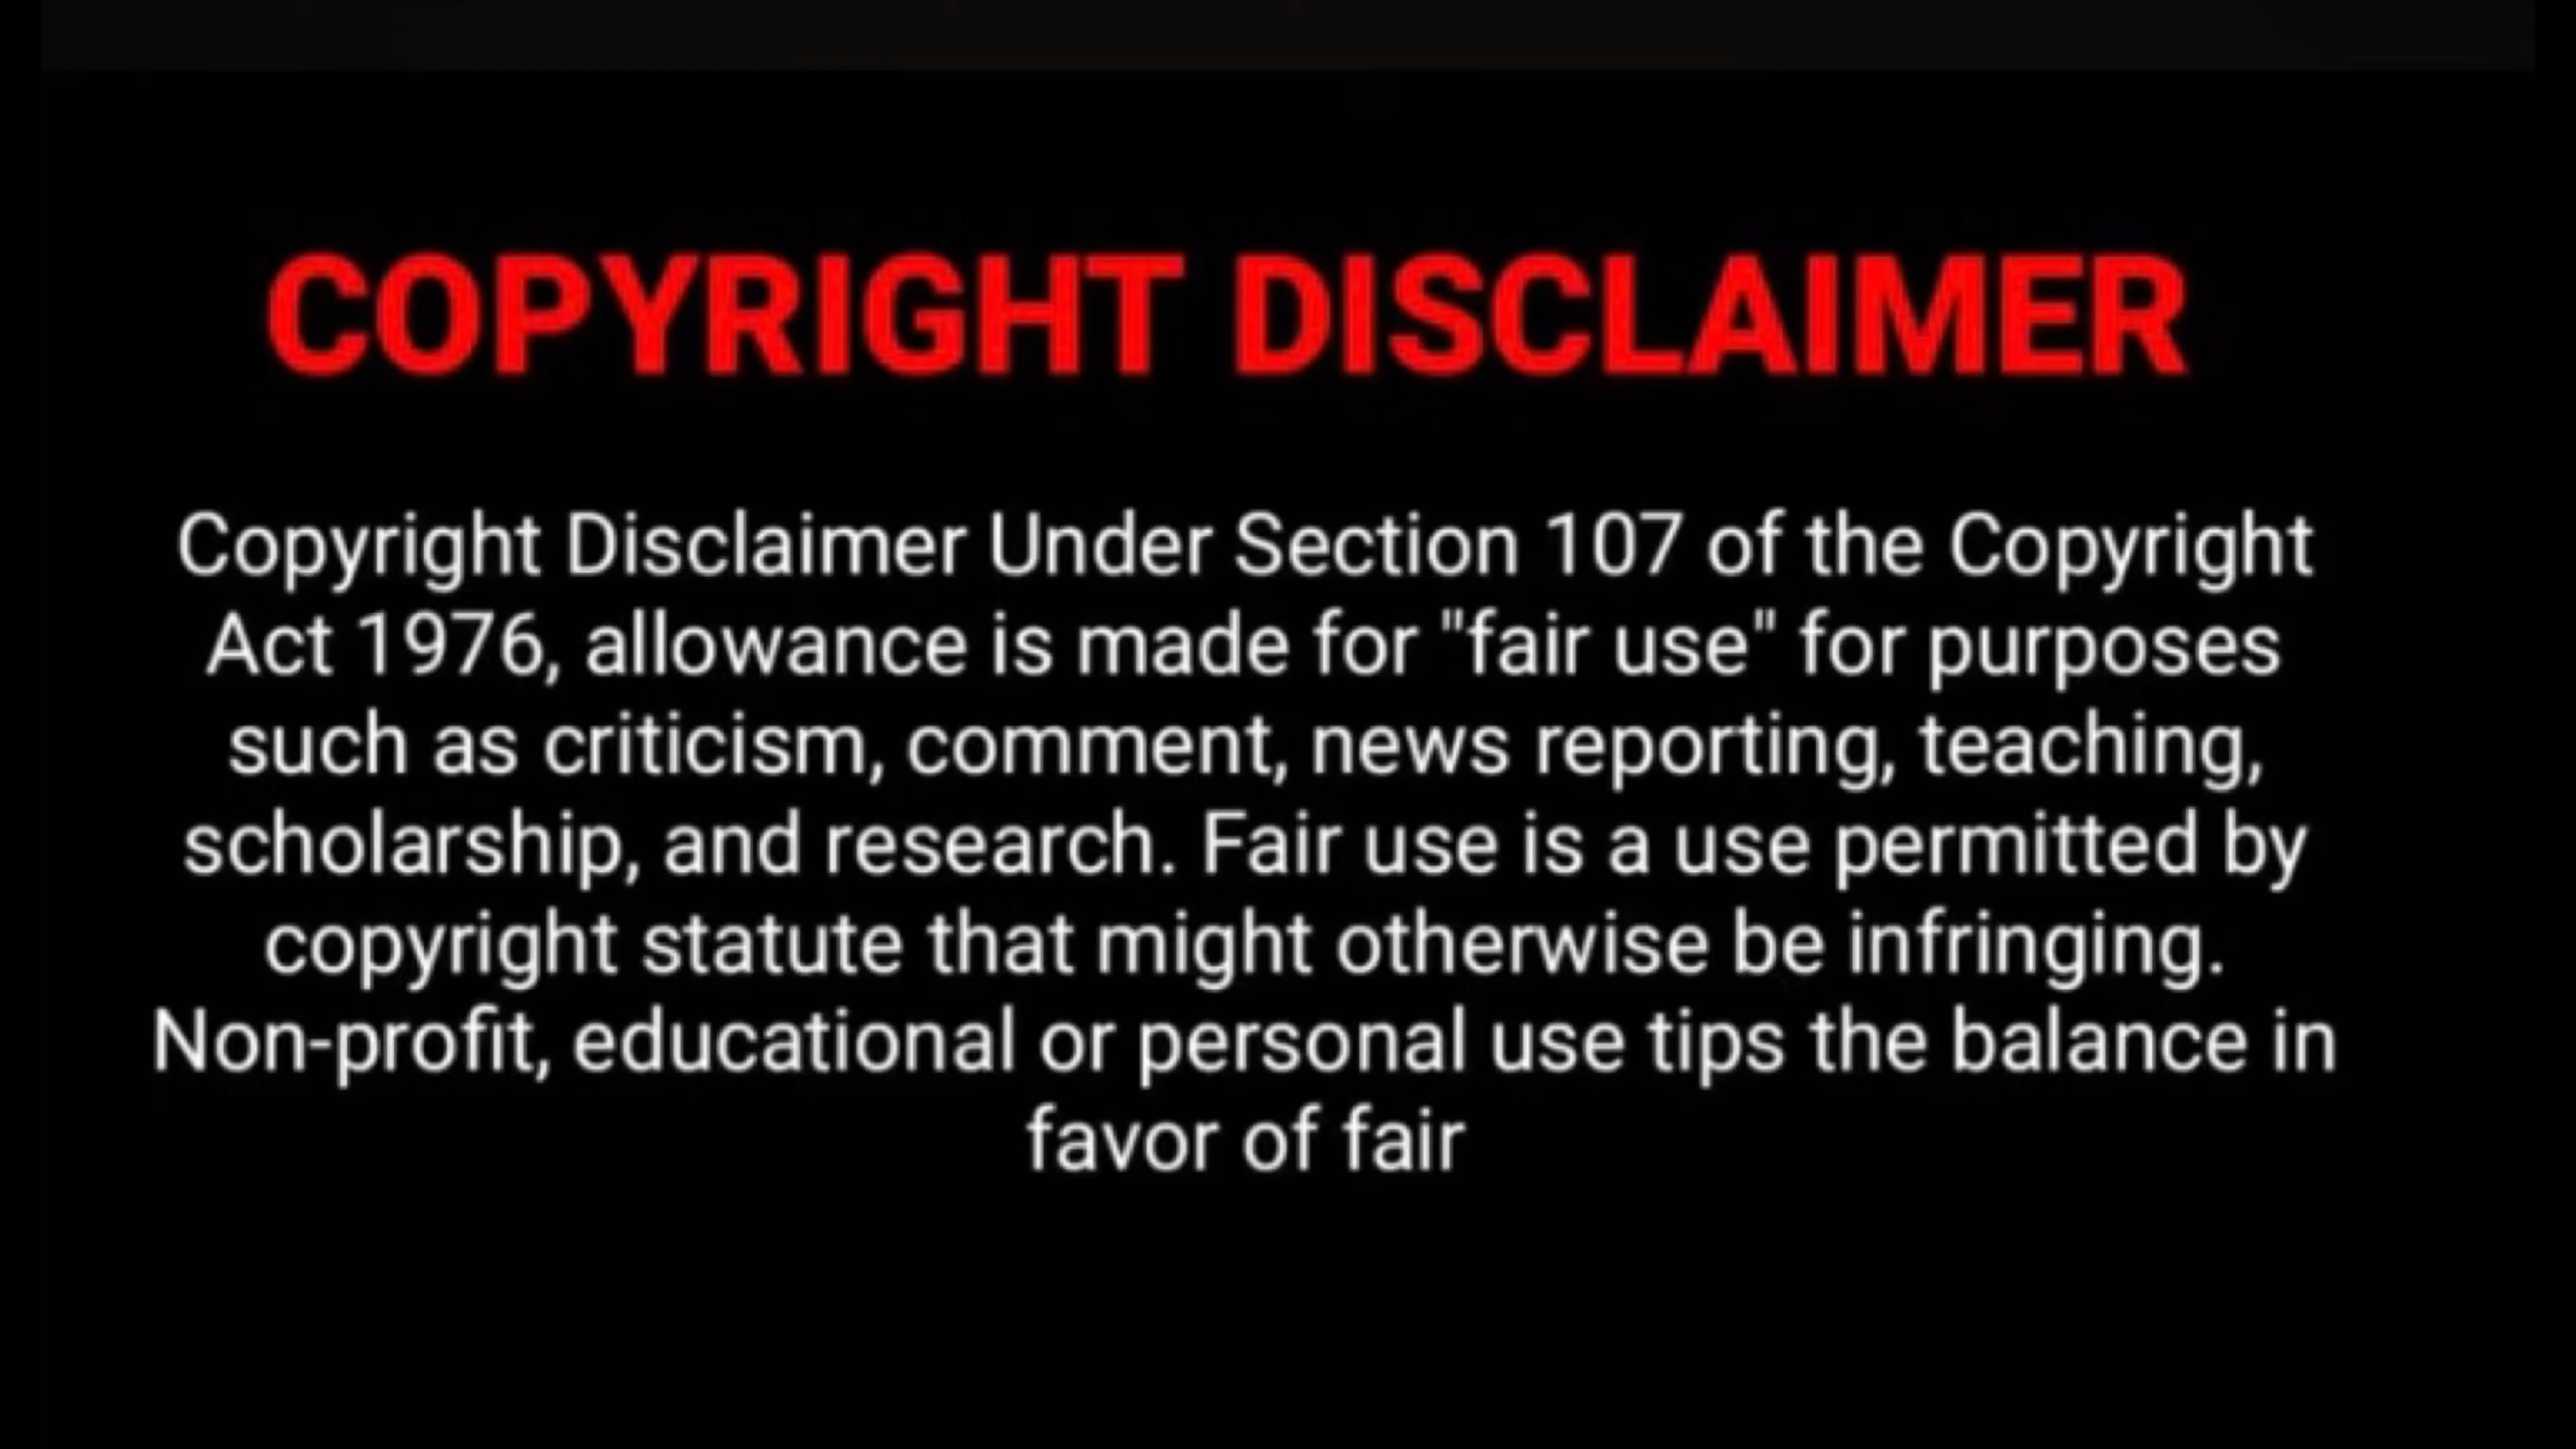 COPYRIGHT DISCLAIMER
Copyright Disclaimer Under Section 107 of the Copyright
Act 1976, allowance is made for "fair use" for purposes
such as criticism, comment, news reporting, teaching,
scholarship, and research. Fair use is a use permitted by
copyright statute that might otherwise be infringing.
Non-profit, educational or personal use tips the balance in
favor of fair